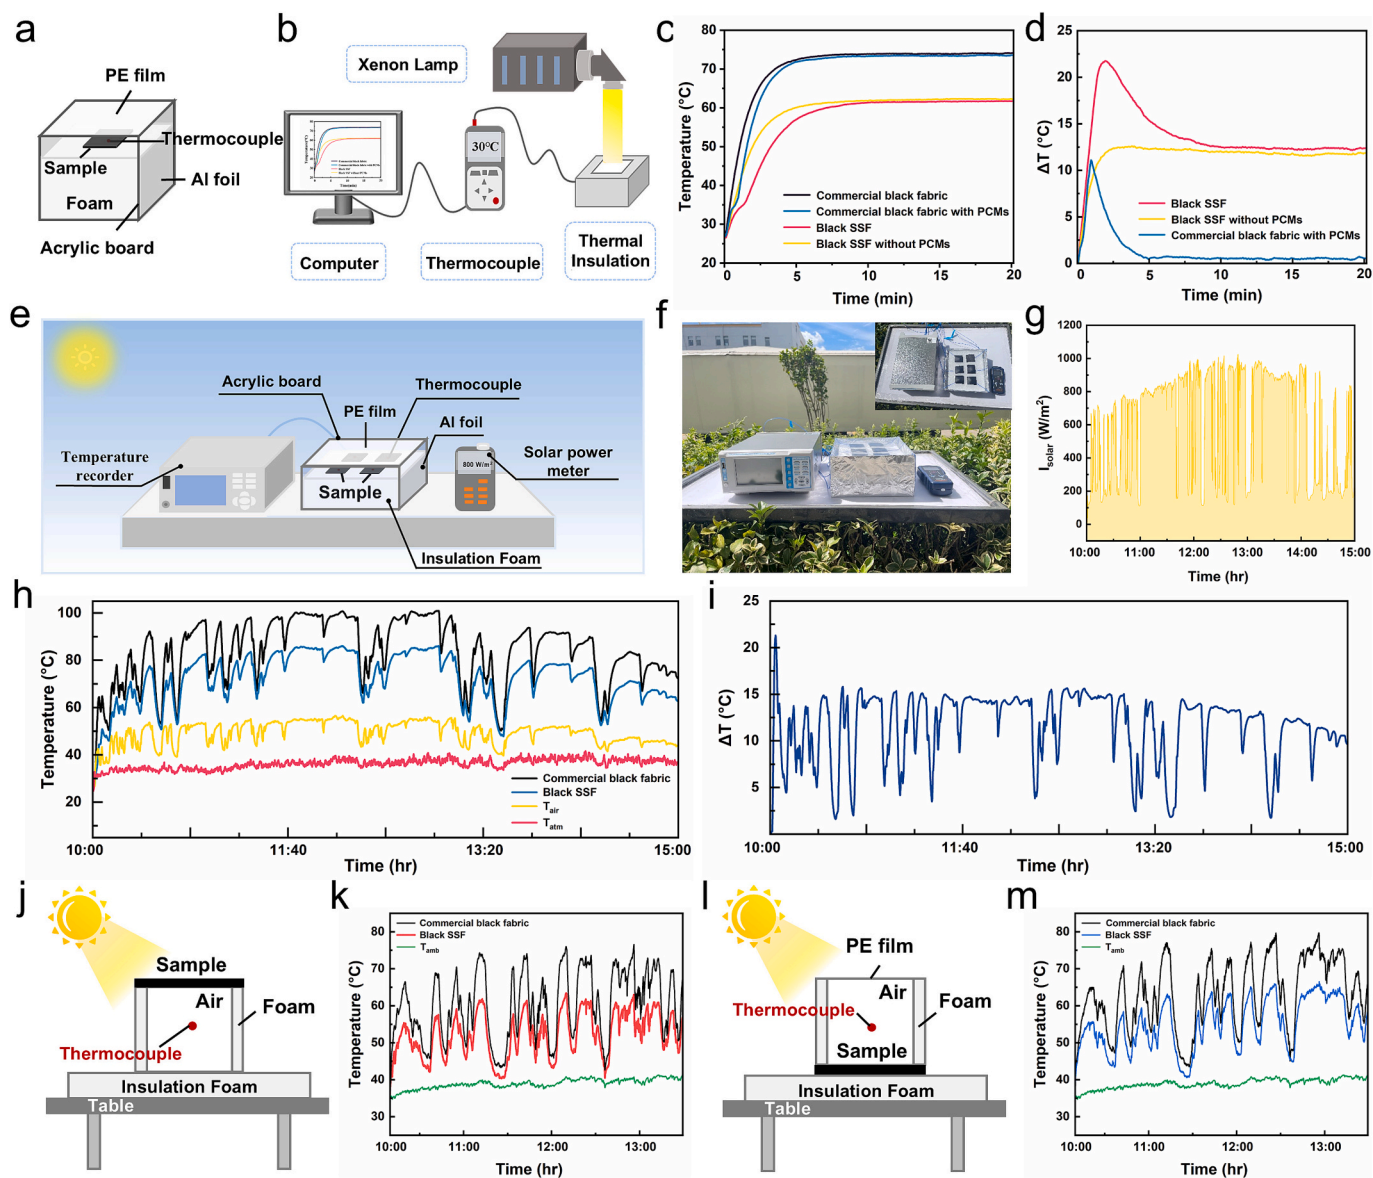 a
PE film
Thermocouple
Sample
Al foil
Foam
Acrylic board
b
Xenon Lamp
30°C
Computer
Thermocouple
Thermal
Insulation
c
Temperature (°C)
80
70
60
50
40
30
20
Commercial black fabric
Commercial black fabric with PCMs
Black SSF
Black SSF without PCMs
0
5
10
15
20
Time (min)
d
ΔT (°C)
25
20
15
10
5
0
Black SSF
Black SSF without PCMs
Commercial black fabric with PCMs
0
5
10
15
20
Time (min)
e
Acrylic board
Thermocouple
PE film
Al foil
Temperature
recorder
800 W/m²
Solar power
meter
Sample
Insulation Foam
f
g
Isolar (W/m²)
1200
1000
800
600
400
200
0
10:00
11:00
12:00
13:00
14:00
15:00
Time (hr)
h
Temperature (°C)
100
80
60
40
20
Commercial black fabric
Black SSF
Tair
Tatm
10:00
11:40
13:20
15:00
Time (hr)
i
ΔT (°C)
25
20
15
10
5
10:00
11:40
13:20
15:00
Time (hr)
j
Sample
Air
Foam
Thermocouple
Insulation Foam
Table
k
Temperature (°C)
80
70
60
50
40
30
Commercial black fabric
Black SSF
Tamb
10:00
11:00
12:00
13:00
Time (hr)
l
PE film
Air
Thermocouple
Foam
Sample
Insulation Foam
Table
m
Temperature (°C)
80
70
60
50
40
30
Commercial black fabric
Black SSF
Tamb
10:00
11:00
12:00
13:00
Time (hr)